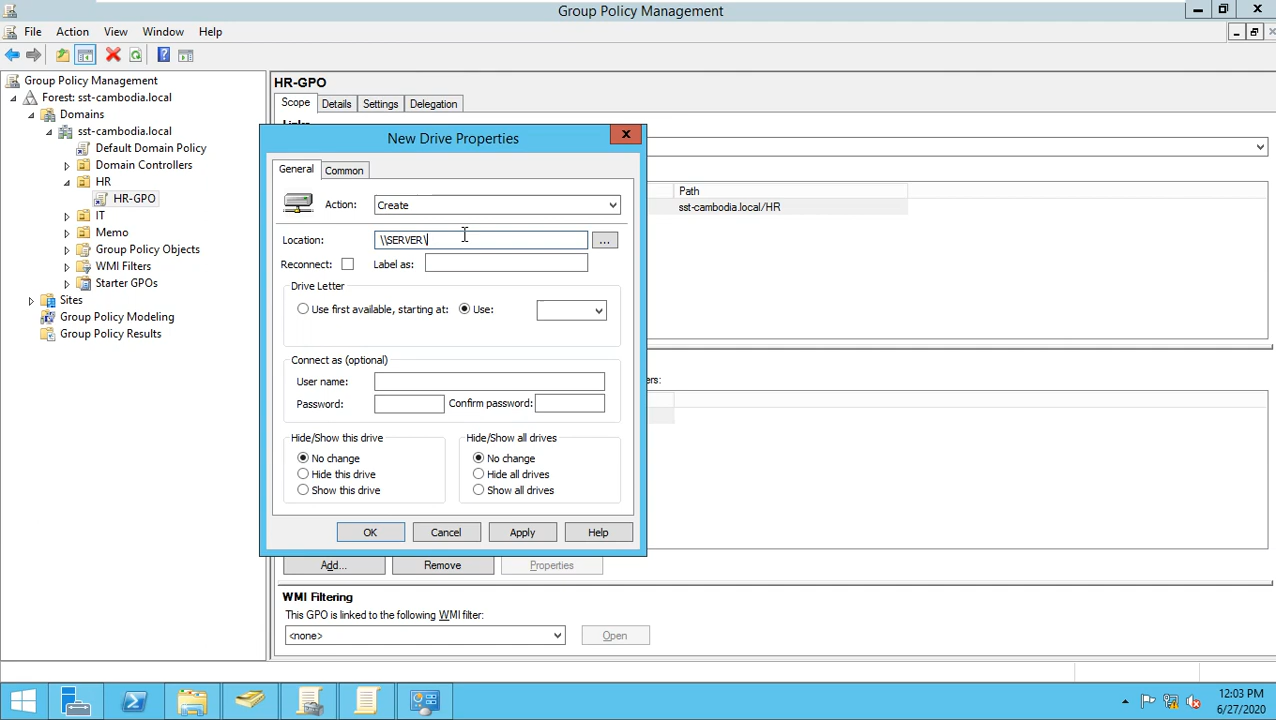 Group Policy Management
File Action View Window Help
Group Policy Management
Forest: sst-cambodia.local
Domains
sst-cambodia.local
Default Domain Policy
Domain Controllers
HR
HR-GPO
IT
Memo
Group Policy Objects
WMI Filters
Starter GPOs
Sites
Group Policy Modeling
Group Policy Results
HR-GPO
Scope Details Settings Delegation
Path
sst-cambodia.local/HR
New Drive Properties
General Common
Action: Create
Location: \\SERVER\ ...
Reconnect: Label as:
Drive Letter
Use first available, starting at: Use:
Connect as (optional)
User name:
Password: Confirm password:
Hide/Show this drive Hide/Show all drives
No change No change
Hide this drive Hide all drives
Show this drive Show all drives
OK Cancel Apply Help
ers:
Add... Remove Properties
WMI Filtering
This GPO is linked to the following WMI filter:
<none> Open
12:03 PM
6/27/2020